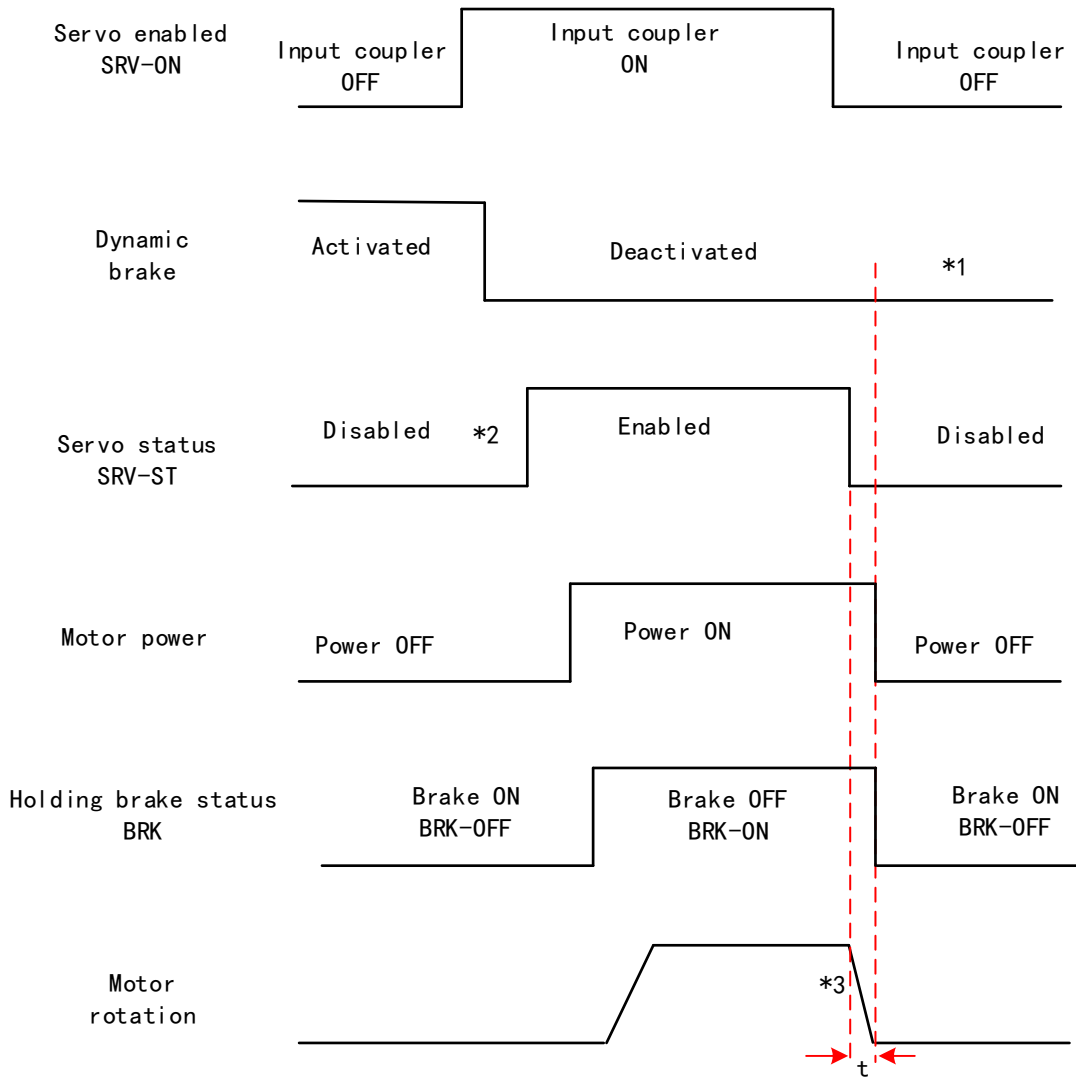 Servo enabled
SRV-ON
Input coupler
OFF
Input coupler
ON
Input coupler
OFF
Dynamic
brake
Activated
Deactivated
*1
Servo status
SRV-ST
Disabled
*2
Enabled
Disabled
Motor power
Power OFF
Power ON
Power OFF
Holding brake status
BRK
Brake ON
BRK-OFF
Brake OFF
BRK-ON
Brake ON
BRK-OFF
Motor
rotation
*3
t